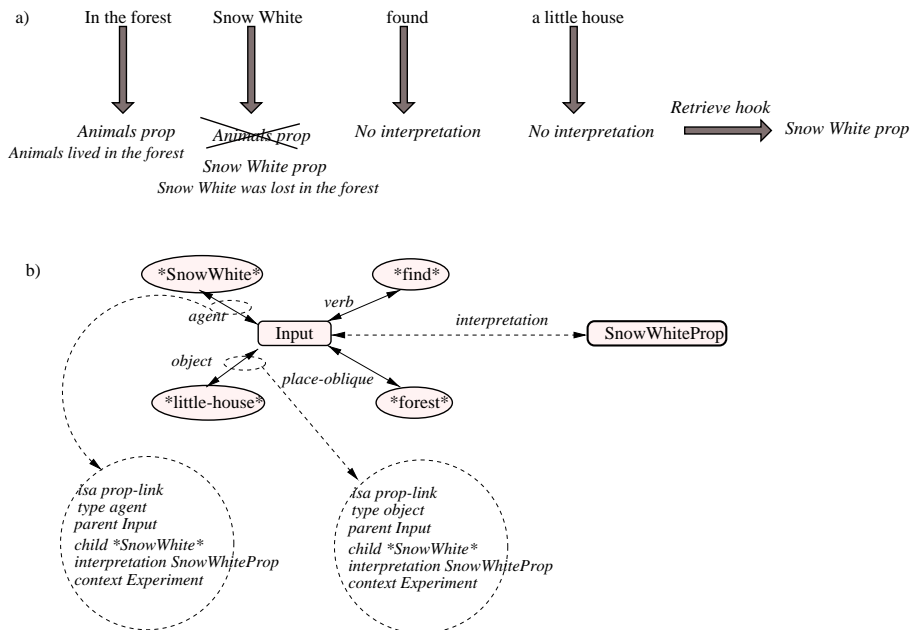 a) In the forest Snow White found a little house
Retrieve hook
Animals prop Animals prop No interpretation No interpretation Snow White prop
Animals lived in the forest
Snow White prop
Snow White was lost in the forest
b)
*SnowWhite* *find*
agent verb
interpretation
Input SnowWhiteProp
object
place-oblique
*little-house* *forest*
Isa prop-link
type agent
parent Input
child *SnowWhite*
interpretation SnowWhiteProp
context Experiment
Isa prop-link
type object
parent Input
child *SnowWhite*
interpretation SnowWhiteProp
context Experiment